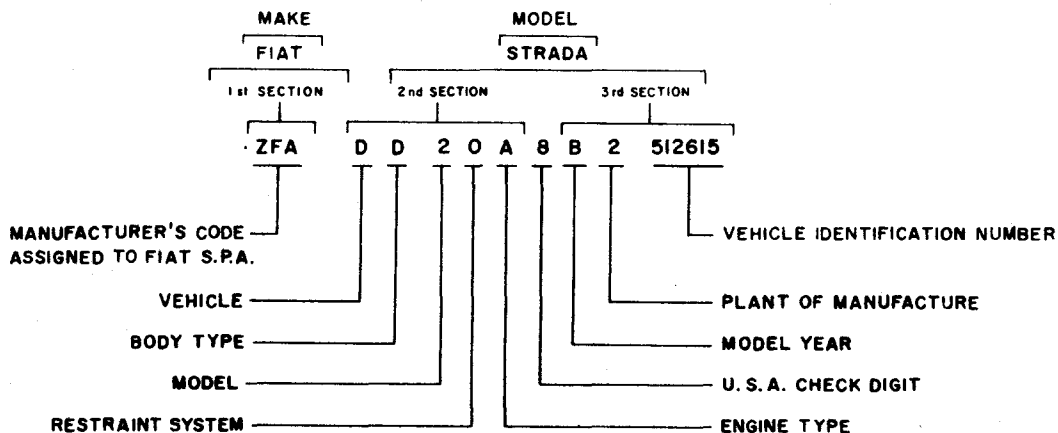 MAKE MODEL
FIAT STRADA
1st SECTION 2nd SECTION 3rd SECTION
ZFA D D 2 0 A 8 B 2 512615
MANUFACTURER'S CODE VEHICLE IDENTIFICATION NUMBER
ASSIGNED TO FIAT S.P.A.
VEHICLE PLANT OF MANUFACTURE
BODY TYPE MODEL YEAR
MODEL U.S.A. CHECK DIGIT
RESTRAINT SYSTEM ENGINE TYPE